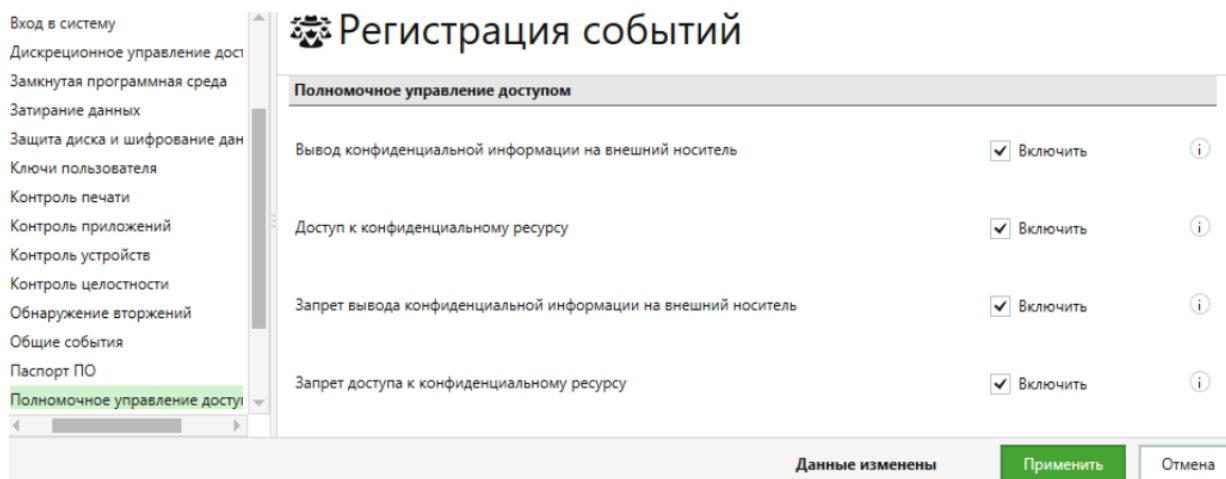 Вход в систему
Дискреционное управление дост
Замкнутая программная среда
Затирание данных
Защита диска и шифрование дан
Ключи пользователя
Контроль печати
Контроль приложений
Контроль устройств
Контроль целостности
Обнаружение вторжений
Общие события
Паспорт ПО
Полномочное управление досту
Регистрация событий
Полномочное управление доступом
Вывод конфиденциальной информации на внешний носитель Включить
Доступ к конфиденциальному ресурсу Включить
Запрет вывода конфиденциальной информации на внешний носитель Включить
Запрет доступа к конфиденциальному ресурсу Включить
Данные изменены Применить Отмена